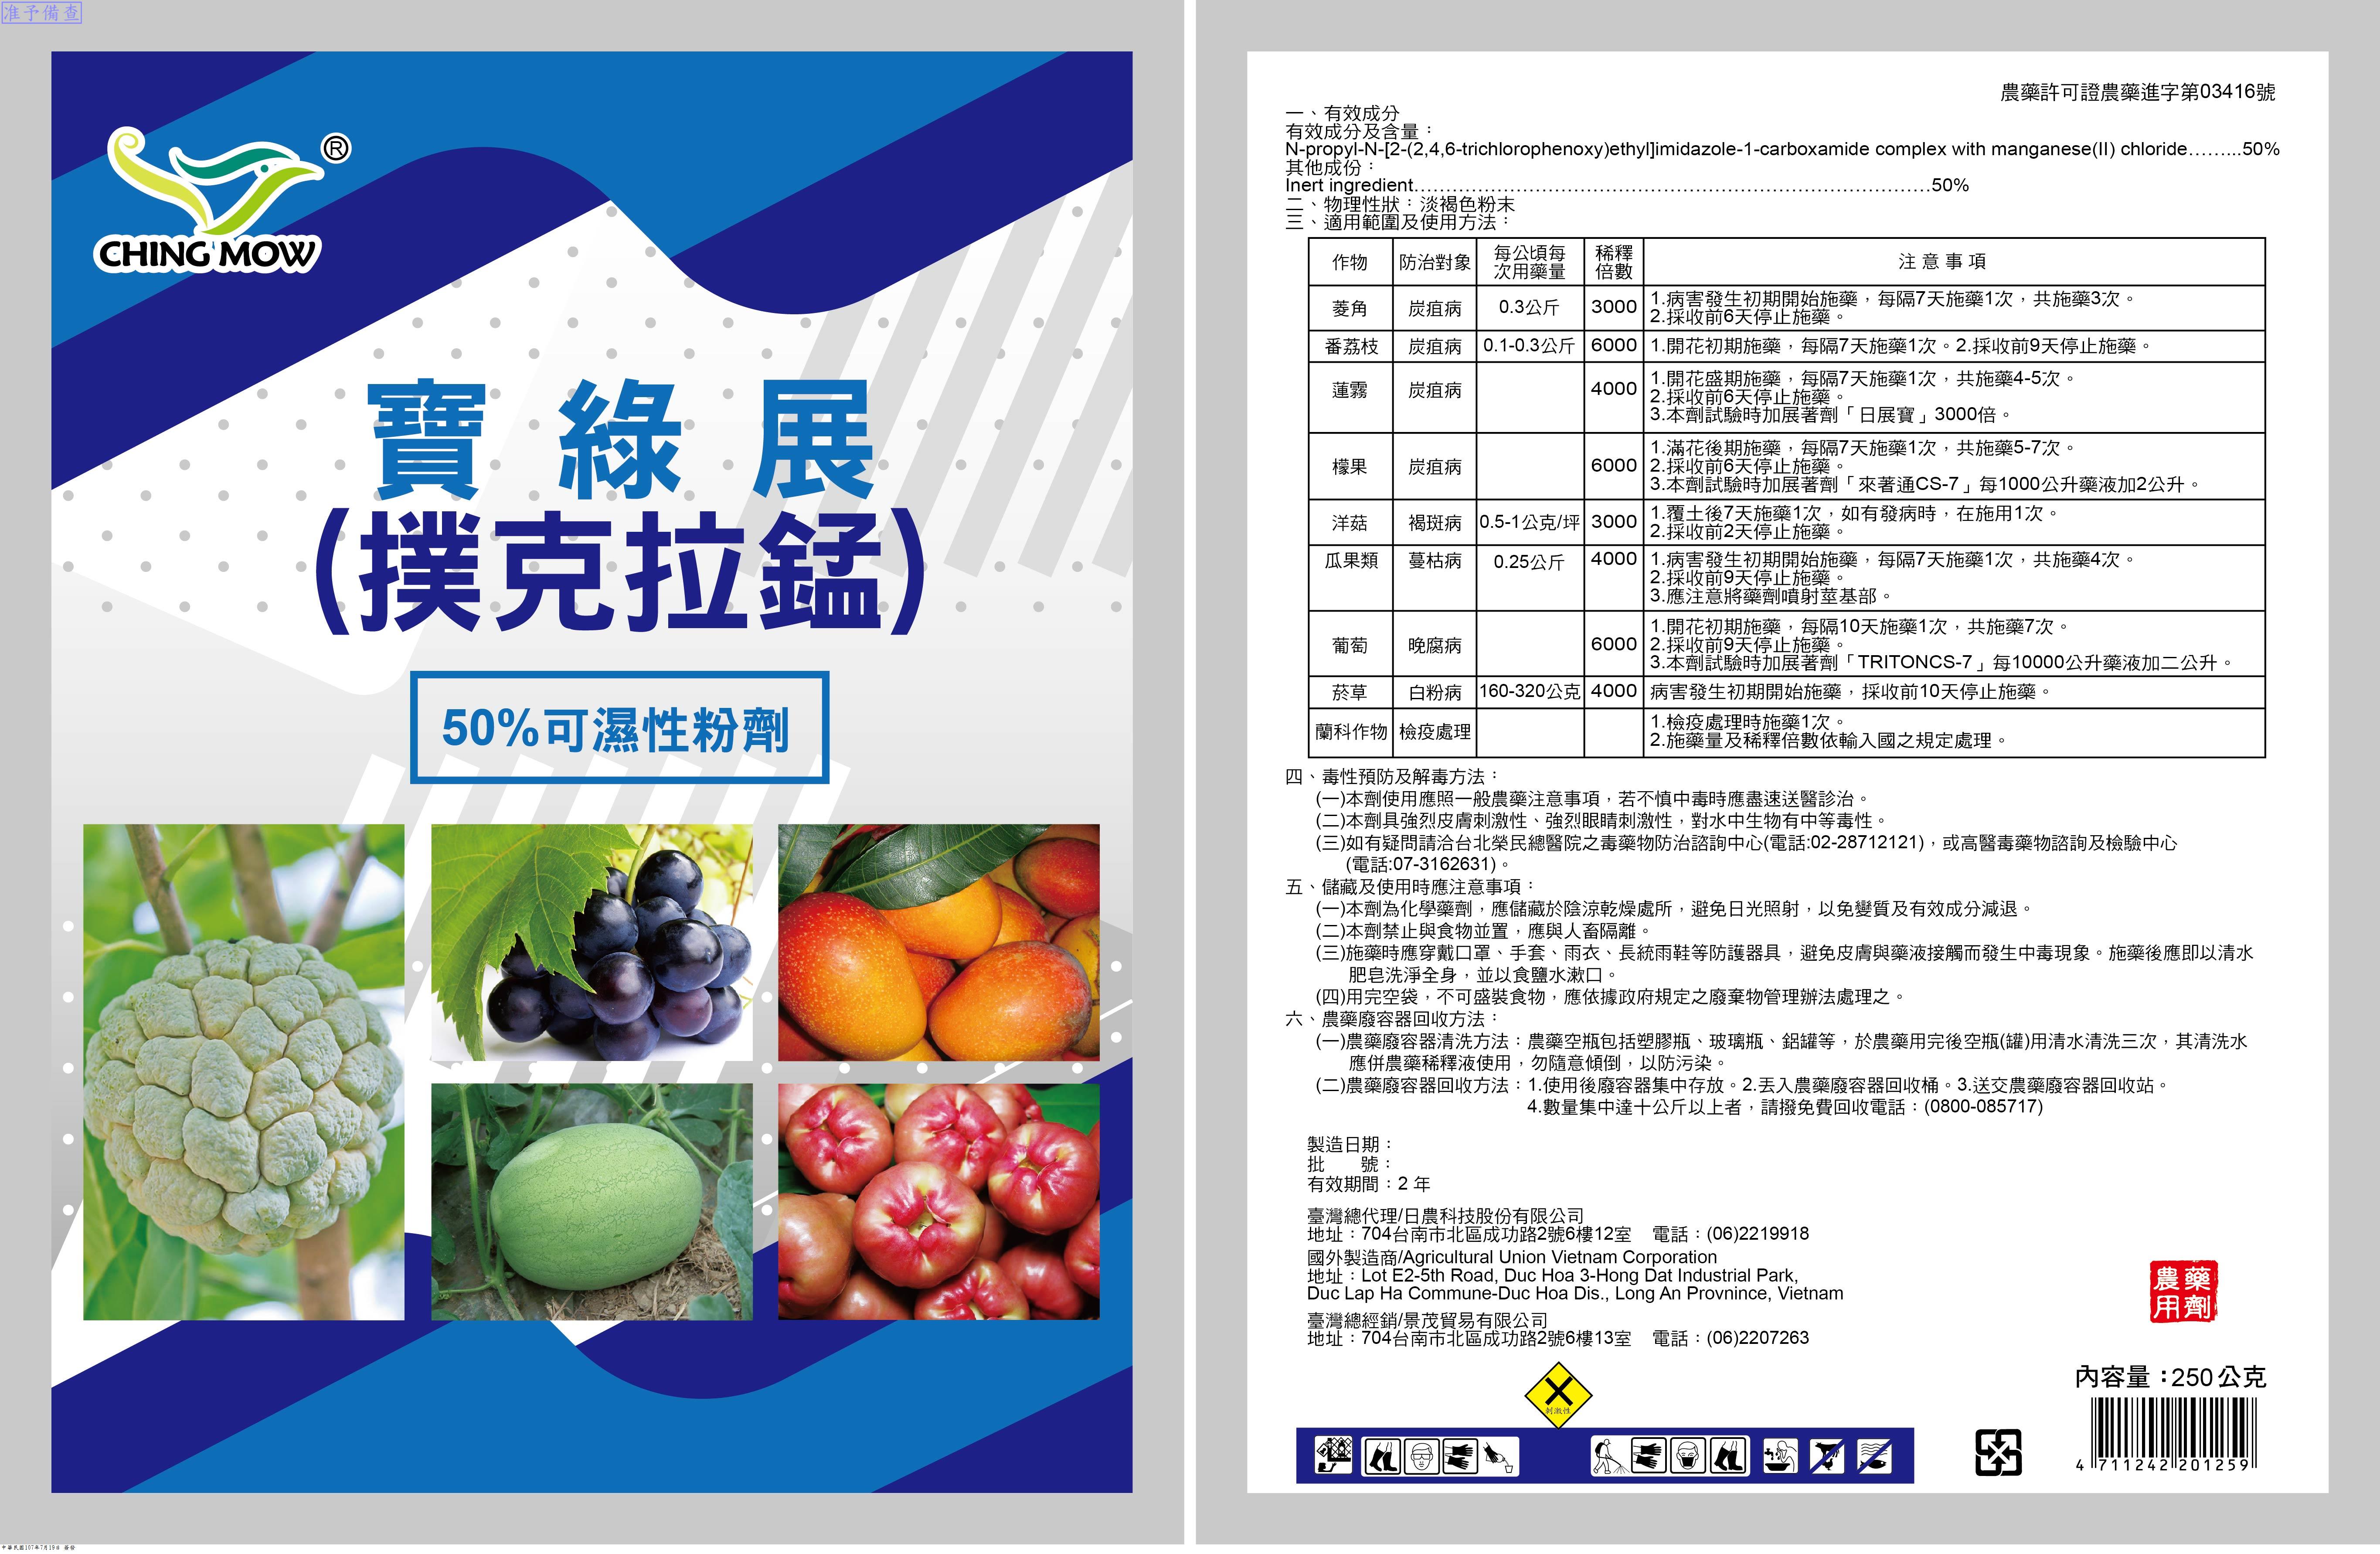 准予備查
CHING MOW ®
寶綠展
(撲克拉錳)
50%可濕性粉劑
農藥許可證農藥進字第03416號
一、有效成分
有效成分及含量：
N-propyl-N-[2-(2,4,6-trichlorophenoxy)ethyl]imidazole-1-carboxamide complex with manganese(II) chloride………50%
其他成份：
Inert ingredient………………………………………………………………………50%
二、物理性狀：淡褐色粉末
三、適用範圍及使用方法：
作物 防治對象 每公頃每次用藥量 稀釋倍數 注意事項
菱角 炭疽病 0.3公斤 3000 1.病害發生初期開始施藥，每隔7天施藥1次，共施藥3次。
2.採收前6天停止施藥。
番荔枝 炭疽病 0.1-0.3公斤 6000 1.開花初期施藥，每隔7天施藥1次。2.採收前9天停止施藥。
蓮霧 炭疽病 4000 1.開花盛期施藥，每隔7天施藥1次，共施藥4-5次。
2.採收前6天停止施藥。
3.本劑試驗時加展著劑「日展寶」3000倍。
檬果 炭疽病 6000 1.滿花後期施藥，每隔7天施藥1次，共施藥5-7次。
2.採收前6天停止施藥。
3.本劑試驗時加展著劑「來著通CS-7」每1000公升藥液加2公升。
洋菇 褐斑病 0.5-1公克/坪 3000 1.覆土後7天施藥1次，如有發病時，在施用1次。
2.採收前2天停止施藥。
瓜果類 蔓枯病 0.25公斤 4000 1.病害發生初期開始施藥，每隔7天施藥1次，共施藥4次。
2.採收前9天停止施藥。
3.應注意將藥劑噴射莖基部。
葡萄 晚腐病 6000 1.開花初期施藥，每隔10天施藥1次，共施藥7次。
2.採收前9天停止施藥。
3.本劑試驗時加展著劑「TRITONCS-7」每10000公升藥液加二公升。
菸草 白粉病 160-320公克 4000 病害發生初期開始施藥，採收前10天停止施藥。
蘭科作物 檢疫處理 1.檢疫處理時施藥1次。
2.施藥量及稀釋倍數依輸入國之規定處理。
四、毒性預防及解毒方法：
(一)本劑使用應照一般農藥注意事項，若不慎中毒時應盡速送醫診治。
(二)本劑具強烈皮膚刺激性、強烈眼睛刺激性，對水中生物有中等毒性。
(三)如有疑問請洽台北榮民總醫院之毒藥物防治諮詢中心(電話:02-28712121)，或高醫毒藥物諮詢及檢驗中心
(電話:07-3162631)。
五、儲藏及使用時應注意事項：
(一)本劑為化學藥劑，應儲藏於陰涼乾燥處所，避免日光照射，以免變質及有效成分減退。
(二)本劑禁止與食物並置，應與人畜隔離。
(三)施藥時應穿戴口罩、手套、雨衣、長統雨鞋等防護器具，避免皮膚與藥液接觸而發生中毒現象。施藥後應即以清水
肥皂洗淨全身，並以食鹽水漱口。
(四)用完空袋，不可盛裝食物，應依據政府規定之廢棄物管理辦法處理之。
六、農藥廢容器回收方法：
(一)農藥廢容器清洗方法：農藥空瓶包括塑膠瓶、玻璃瓶、鋁罐等，於農藥用完後空瓶(罐)用清水清洗三次，其清洗水
應併農藥稀釋液使用，勿隨意傾倒，以防污染。
(二)農藥廢容器回收方法：1.使用後廢容器集中存放。2.丟入農藥廢容器回收桶。3.送交農藥廢容器回收站。
4.數量集中達十公斤以上者，請撥免費回收電話：(0800-085717)
製造日期：
批　　號：
有效期間：2 年
臺灣總代理/日農科技股份有限公司
地址：704台南市北區成功路2號6樓12室　電話：(06)2219918
國外製造商/Agricultural Union Vietnam Corporation
地址：Lot E2-5th Road, Duc Hoa 3-Hong Dat Industrial Park,
Duc Lap Ha Commune-Duc Hoa Dis., Long An Provnince, Vietnam
臺灣總經銷/景茂貿易有限公司
地址：704台南市北區成功路2號6樓13室　電話：(06)2207263
農藥
用劑
刺激性
內容量：250公克
4 711242 201259
中華民國107年7月19日 簽發